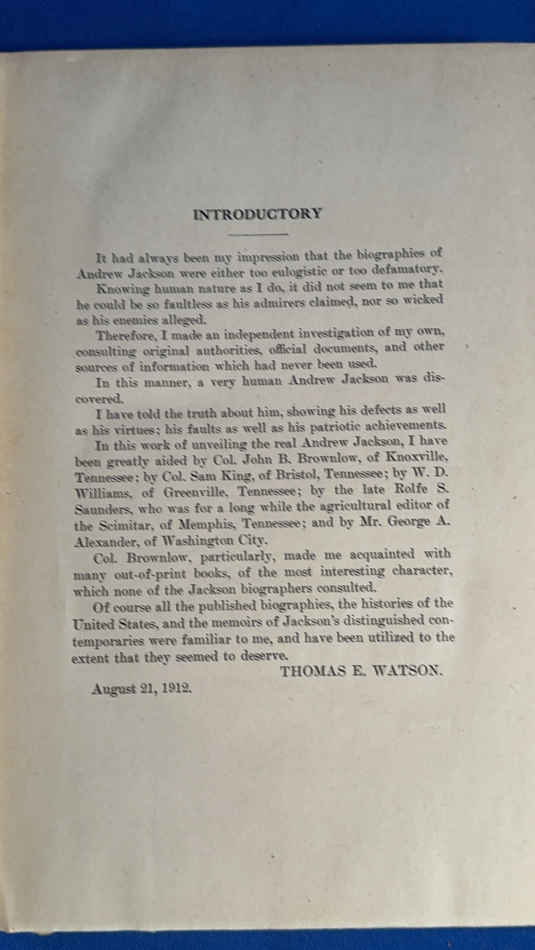 INTRODUCTORY
It had always been my impression that the biographies of
Andrew Jackson were either too eulogistic or too defamatory.
Knowing human nature as I do, it did not seem to me that
he could be so faultless as his admirers claimed, nor so wicked
as his enemies alleged.
Therefore, I made an independent investigation of my own,
consulting original authorities, official documents, and other
sources of information which had never been used.
In this manner, a very human Andrew Jackson was dis-
covered.
I have told the truth about him, showing his defects as well
as his virtues; his faults as well as his patriotic achievements.
In this work of unveiling the real Andrew Jackson, I have
been greatly aided by Col. John B. Brownlow, of Knoxville,
Tennessee; by Col. Sam King, of Bristol, Tennessee; by W. D.
Williams, of Greenville, Tennessee; by the late Rolfe S.
Saunders, who was for a long while the agricultural editor of
the Scimitar, of Memphis, Tennessee; and by Mr. George A.
Alexander, of Washington City.
Col. Brownlow, particularly, made me acquainted with
many out-of-print books, of the most interesting character,
which none of the Jackson biographers consulted.
Of course all the published biographies, the histories of the
United States, and the memoirs of Jackson's distinguished con-
temporaries were familiar to me, and have been utilized to the
extent that they seemed to deserve.
THOMAS E. WATSON.
August 21, 1912.